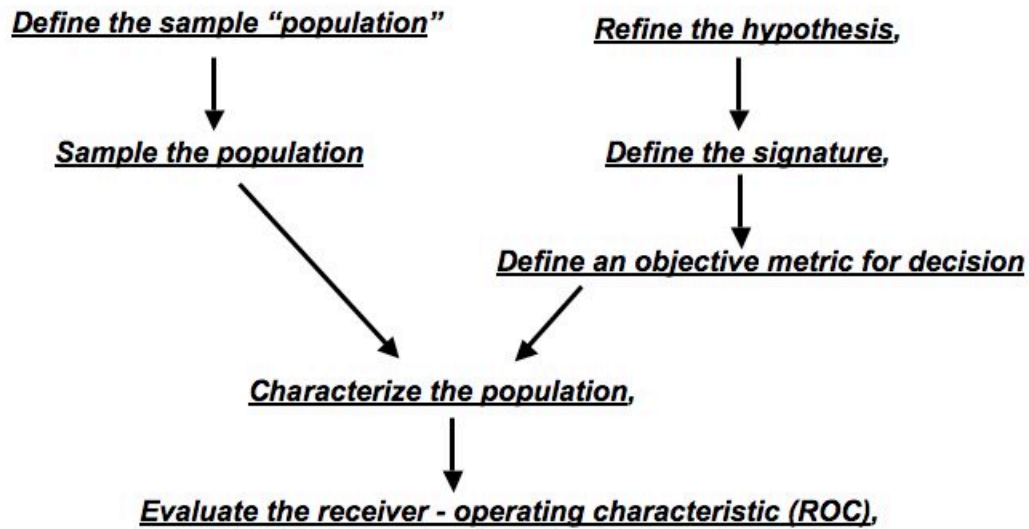 Define the sample “population”
Refine the hypothesis,
Sample the population
Define the signature,
Define an objective metric for decision
Characterize the population,
Evaluate the receiver - operating characteristic (ROC),